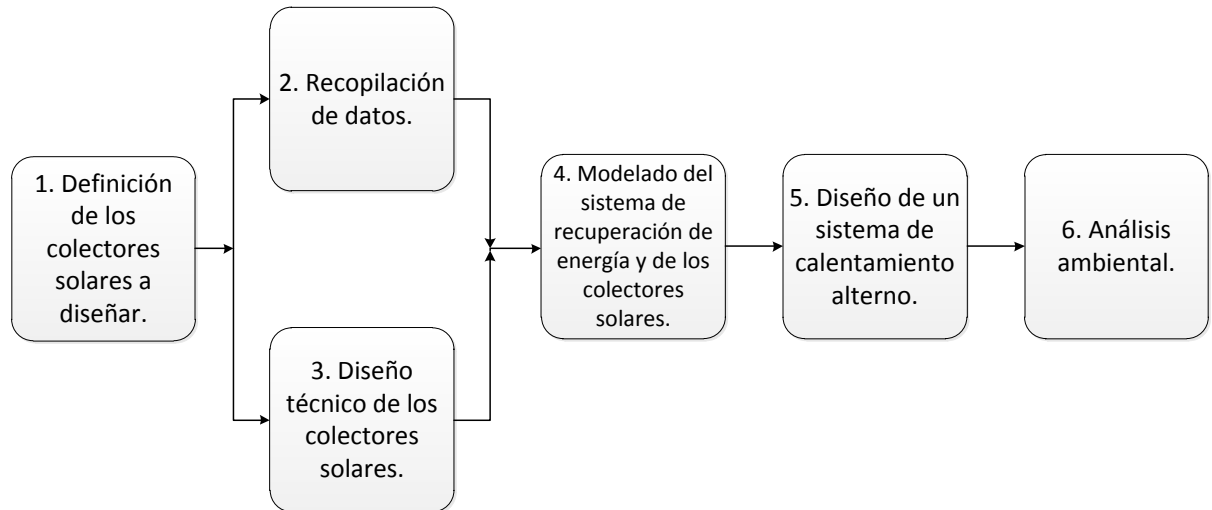 1. Definición
de los
colectores
solares a
diseñar.
2. Recopilación
de datos.
3. Diseño
técnico de los
colectores
solares.
4. Modelado del
sistema de
recuperación de
energía y de los
colectores
solares.
5. Diseño de un
sistema de
calentamiento
alterno.
6. Análisis
ambiental.